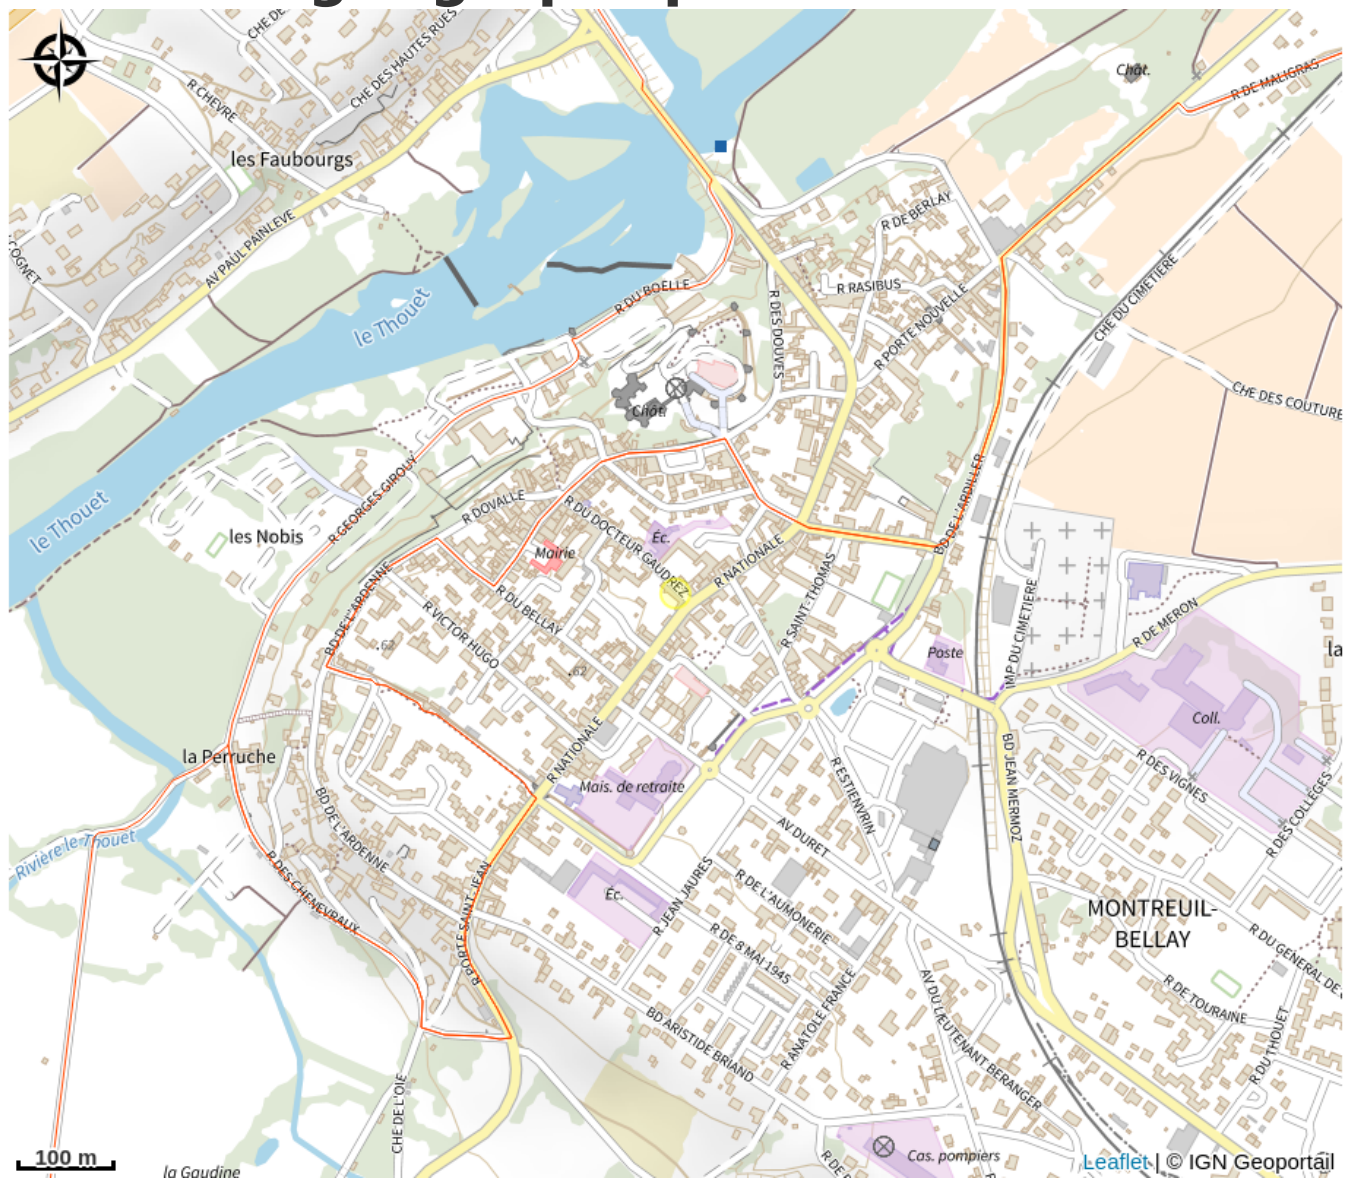 CHE DE
CHE DES HAUTES RUES
R CHEVRE
Chât.
R DE MALIGRAS
les Faubourgs
AV PAUL PAINLEVE
COGNET
R DE BERLAY
R RASIBUS
R DU BOELLE
R DES DOUVES
R PORTE NOUVELLE
CHE DU CIMETIERE
le Thouet
Chât.
CHE DES COUTURE
R GEORGES GIROUY
R DOVALLE
R DU DOCTEUR GAUDREZ
BD DE L'ARDILLER
le Thouet
les Nobis
Mairie
Éc.
R NATIONALE
R SAINT-THOMAS
BD DE L'ARDENNE
R VICTOR HUGO
R DU BELLAY
.62
.62
IMP DU CIMETIERE
R DE MERON
Poste
la
Coll.
la Perruche
R NATIONALE
Mais. de retraite
R ESTIENVRIN
BD JEAN MERMOZ
R DES VIGNES
R DES COLLEGES
BD DE L'ARDENNE
Rivière le Thouet
AV DURET
R DES CHENEVRAUX
R PORTE SAINT-JEAN
Éc.
R JEAN JAURES
R DE L'AUMONERIE
R DE 8 MAI 1945
MONTREUIL-
BELLAY
R DU GENERAL DE
R DE TOURAINE
R ANATOLE FRANCE
AV DU LIEUTENANT BERANGER
BD ARISTIDE BRIAND
R DU THOUET
CHE DE L'OIE
Cas. pompiers
100 m
la Gaudine
Leaflet | © IGN Geoportail